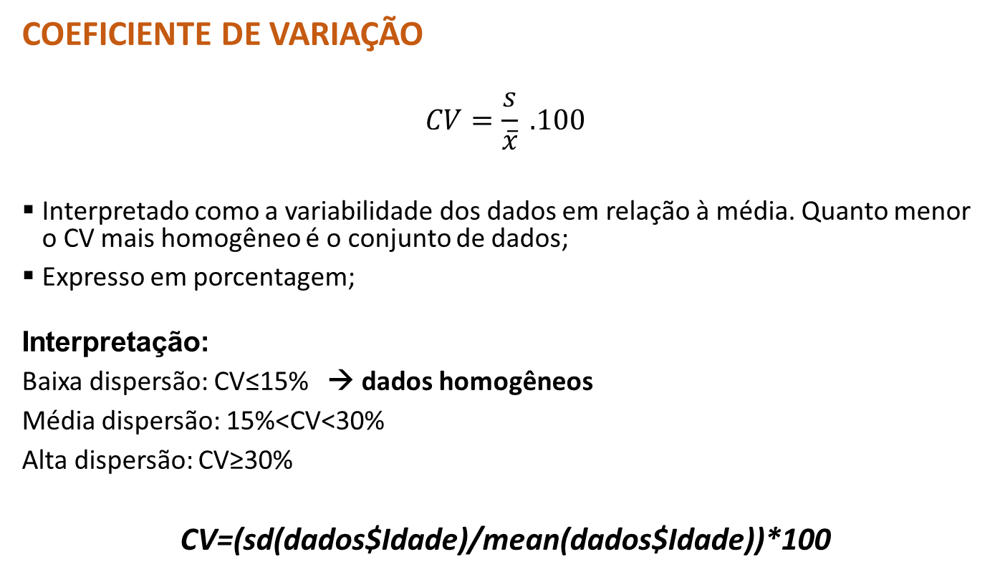 COEFICIENTE DE VARIAÇÃO
CV = s/x̄ .100
▪ Interpretado como a variabilidade dos dados em relação à média. Quanto menor
o CV mais homogêneo é o conjunto de dados;
▪ Expresso em porcentagem;
Interpretação:
Baixa dispersão: CV≤15% → dados homogêneos
Média dispersão: 15%<CV<30%
Alta dispersão: CV≥30%
CV=(sd(dados$Idade)/mean(dados$Idade))*100